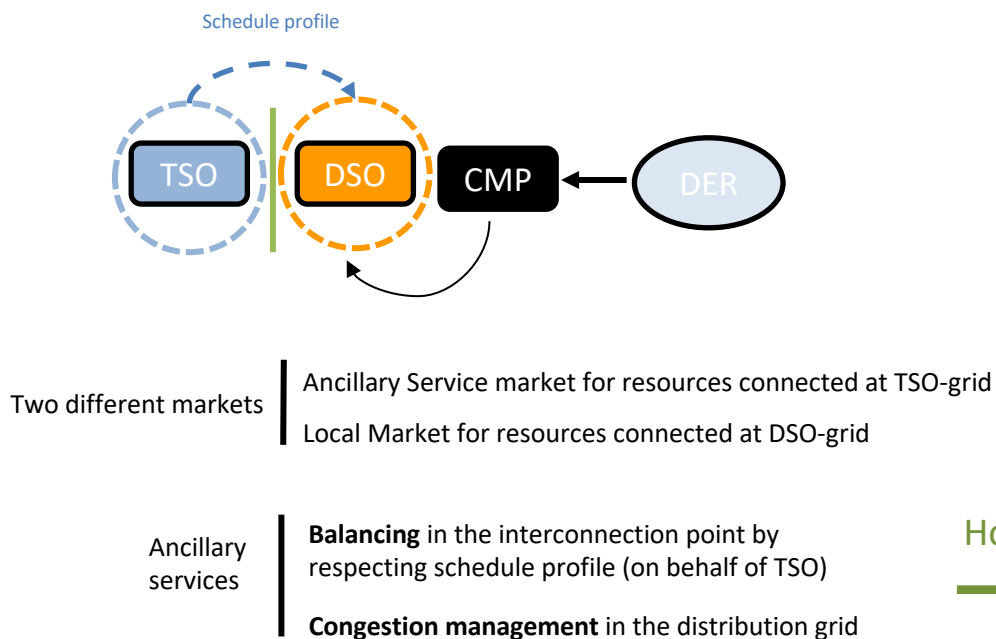 Schedule profile
TSO
DSO
CMP
DER
Two different markets
Ancillary Service market for resources connected at TSO-grid
Local Market for resources connected at DSO-grid
Ancillary
services
Balancing in the interconnection point by
respecting schedule profile (on behalf of TSO)
Congestion management in the distribution grid